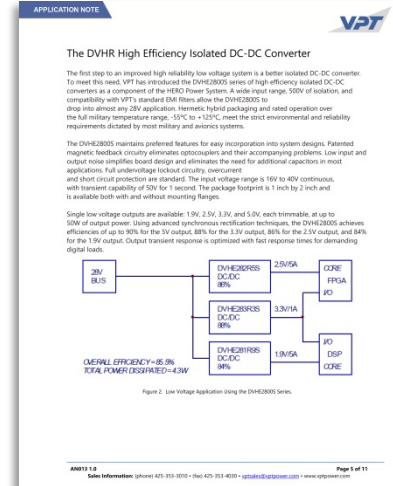 APPLICATION NOTE
VPT
The DVHR High Efficiency Isolated DC-DC Converter
The first step to an improved high reliability low voltage system is a better isolated DC-DC converter.
To meet this need, VPT has introduced the DVHE2800S series of high efficiency isolated DC-DC
converters as a component of the HERO Power System. A wide input range, 500V of isolation, and
compatibility with VPT's standard EMI filters allow the DVHE2800S to
drop into almost any 28V application. Hermetic hybrid packaging and rated operation over
the full military temperature range, -55°C to +125°C, meet the strict environmental and reliability
requirements dictated by most military and avionics systems.
The DVHE2800S maintains preferred features for easy incorporation into system designs. Patented
magnetic feedback circuitry eliminates optocouplers and their accompanying problems. Low input and
output noise simplifies board design and eliminates the need for additional capacitors in most
applications. Full undervoltage lockout circuitry, overcurrent
and short circuit protection are standard. The input voltage range is 16V to 40V continuous,
with transient capability of 50V for 1 second. The package footprint is 1 inch by 2 inch and
is available both with and without mounting flanges.
Single low voltage outputs are available: 1.9V, 2.5V, 3.3V, and 5.0V, each trimmable, at up to
50W of output power. Using advanced synchronous rectification techniques, the DVHE2800S achieves
efficiencies of up to 90% for the 5V output, 88% for the 3.3V output, 86% for the 2.5V output, and 84%
for the 1.9V output. Output transient response is optimized with fast response times for demanding
digital loads.
28V
BUS
DVHE282R5S
DC/DC
86%
2.5V/5A
CORE
FPGA
I/O
DVHE283R3S
DC/DC
88%
3.3V/1A
DVHE281R9S
DC/DC
84%
1.9V/5A
I/O
DSP
CORE
OVERALL EFFICIENCY = 85.5%
TOTAL POWER DISSIPATED = 4.3W
Figure 2. Low Voltage Application Using the DVHE2800S Series.
AN013 1.0
Page 5 of 11
Sales Information: (phone) 425-353-3010 • (fax) 425-353-4030 • vptsales@vptpower.com • www.vptpower.com